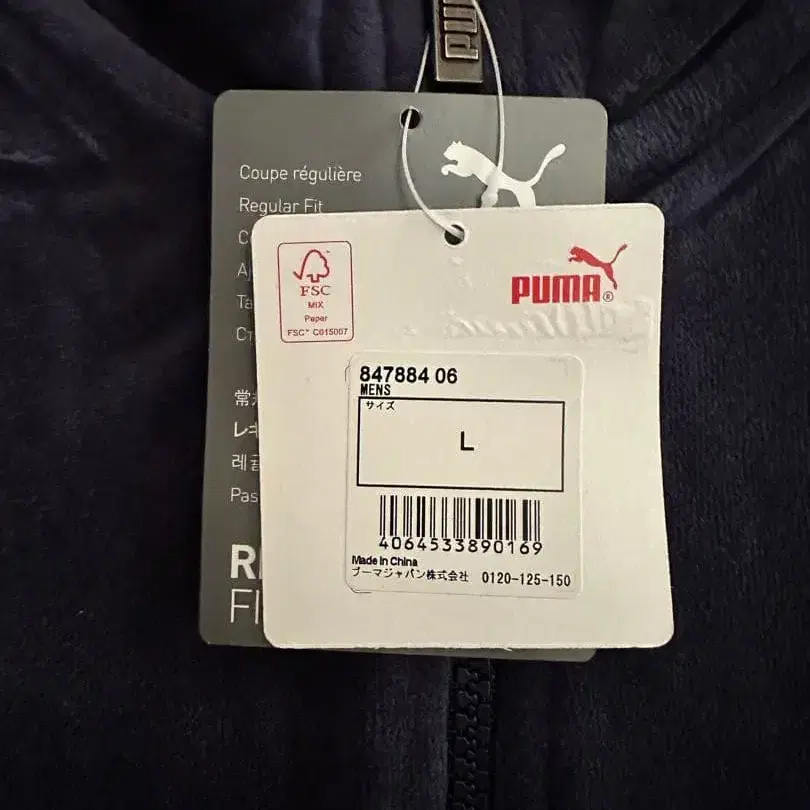 PUMA
Coupe régulière
Regular Fit
FSC
MIX
Paper
FSC® C015007
PUMA®
847884 06
MENS
サイズ
L
4064533890169
Made in China
プーマジャパン株式会社 0120-125-150